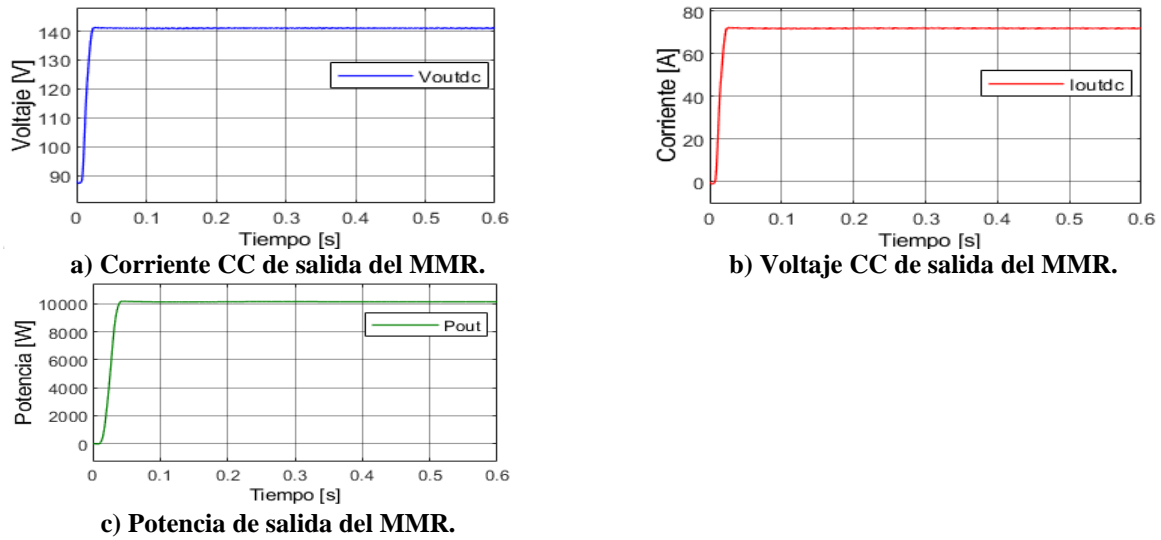 Voltaje [V]
140
130
120
110
100
90
Voutdc
0 0.1 0.2 0.3 0.4 0.5 0.6
Tiempo [s]
a) Corriente CC de salida del MMR.
Corriente [A]
80
60
40
20
0
Ioutdc
0 0.1 0.2 0.3 0.4 0.5 0.6
Tiempo [s]
b) Voltaje CC de salida del MMR.
Potencia [W]
10000
8000
6000
4000
2000
0
Pout
0 0.1 0.2 0.3 0.4 0.5 0.6
Tiempo [s]
c) Potencia de salida del MMR.